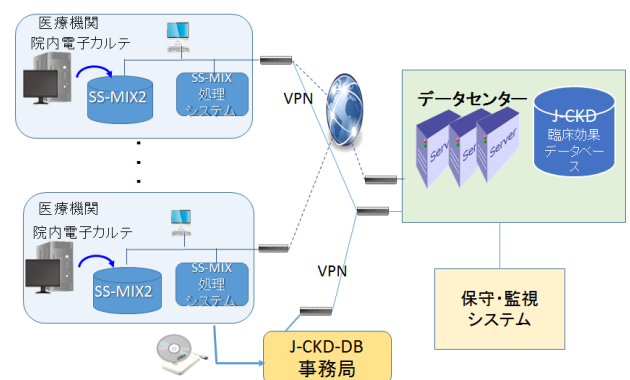 医療機関
院内電子カルテ
SS-MIX2
SS-MIX
処理
システム
VPN
データセンター
Server
Server
Server
J-CKD
臨床効果
データベー
ス
医療機関
院内電子カルテ
SS-MIX2
SS-MIX
処理
システム
VPN
保守・監視
システム
J-CKD-DB
事務局